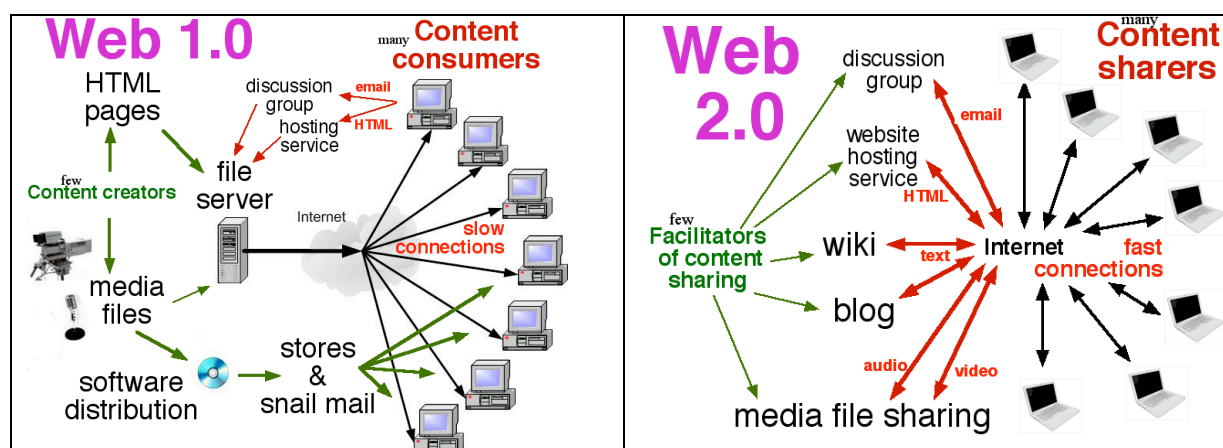 Web 1.0
many Content
consumers
HTML
pages
discussion
group
email
hosting
service
HTML
file
server
few
Content creators
Internet
slow
connections
media
files
stores
&
snail mail
software
distribution
Web
2.0
many
Content
sharers
discussion
group
email
website
hosting
service
HTML
few
Facilitators
of content
sharing
wiki
text
Internet
fast
connections
blog
audio
video
media file sharing